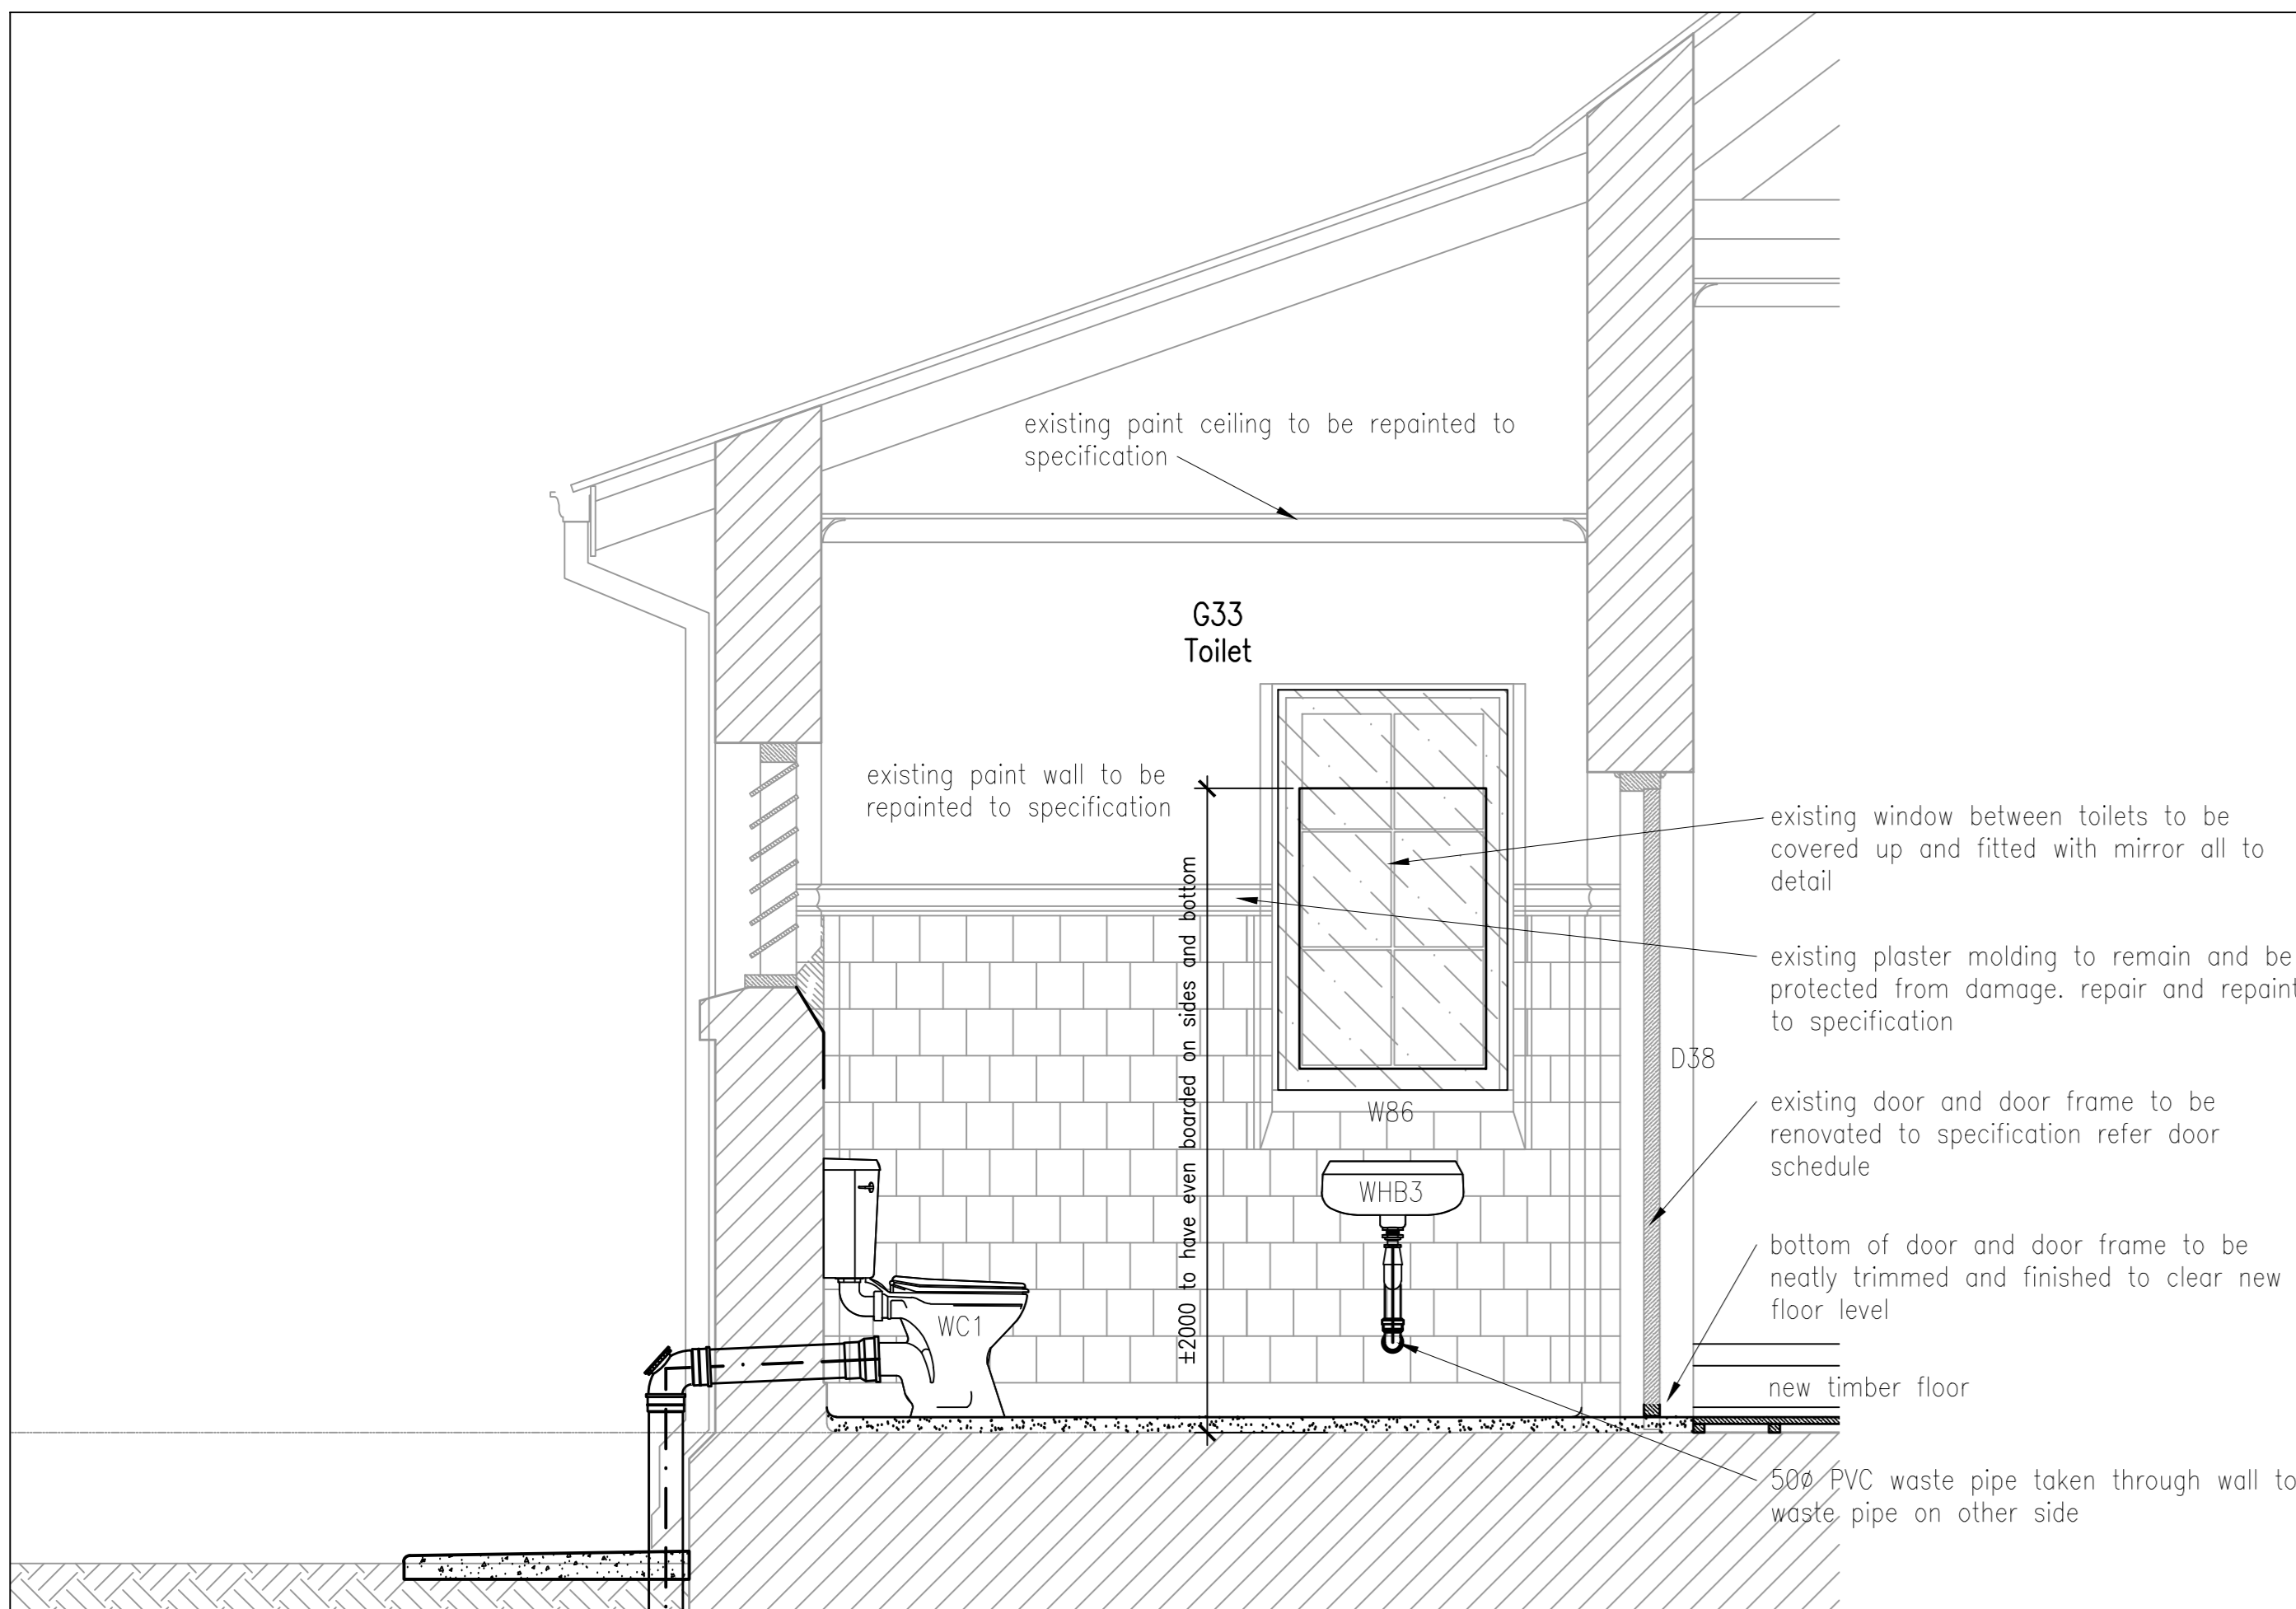 existing paint ceiling to be repainted to
specification
G33
Toilet
existing paint wall to be
repainted to specification
±2000 to have even boarded on sides and bottom
existing window between toilets to be
covered up and fitted with mirror all to
detail
existing plaster molding to remain and be
protected from damage. repair and repaint
to specification
D38
W86
existing door and door frame to be
renovated to specification refer door
schedule
WHB3
bottom of door and door frame to be
neatly trimmed and finished to clear new
floor level
WC1
new timber floor
50ø PVC waste pipe taken through wall to
waste pipe on other side